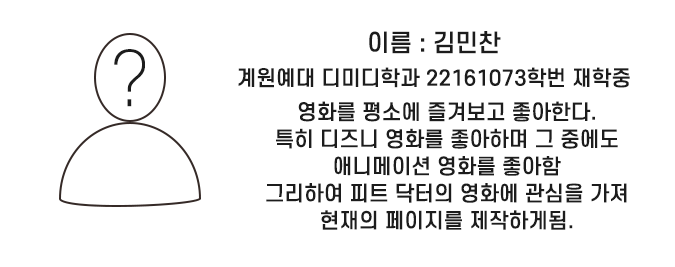 ?
이름 : 김민찬
계원예대 디미디학과 22161073학번 재학중
영화를 평소에 즐겨보고 좋아한다.
특히 디즈니 영화를 좋아하며 그 중에도
애니메이션 영화를 좋아함
그리하여 피트 닥터의 영화에 관심을 가져
현재의 페이지를 제작하게됨.